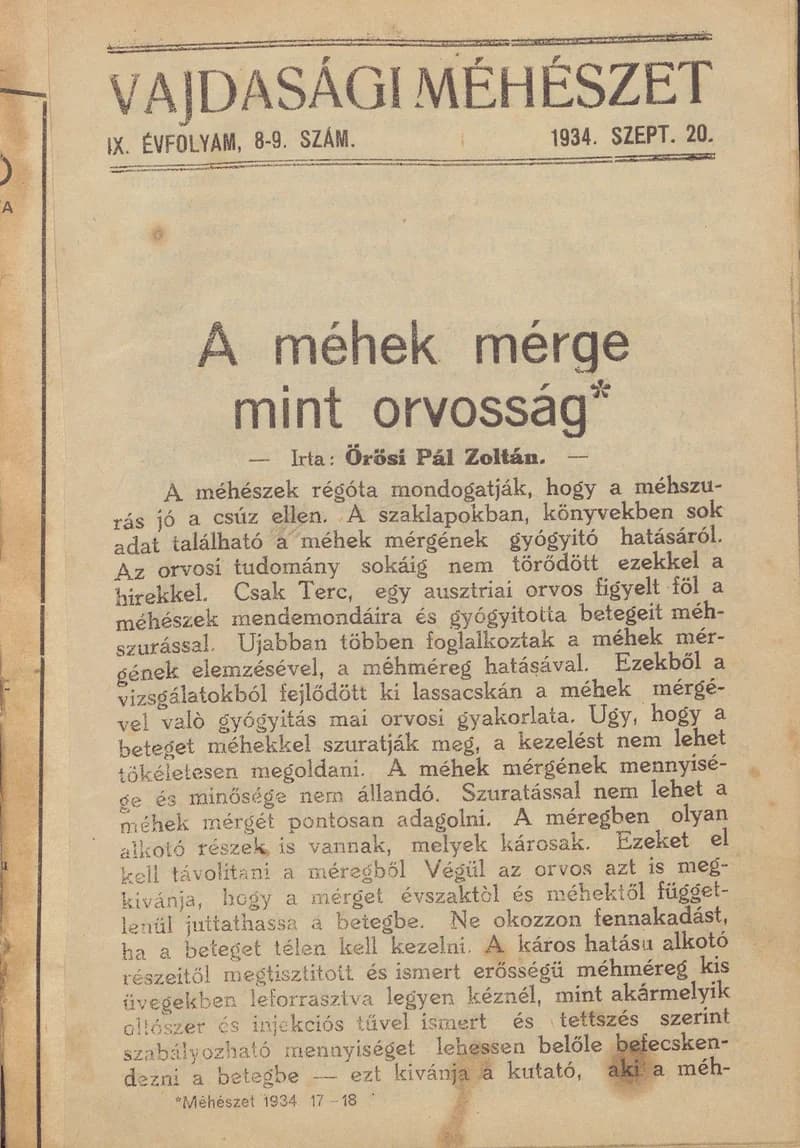 VAJDASÁGI MÉHÉSZET
IX. ÉVFOLYAM, 8-9. SZÁM. 1934. SZEPT. 20.
A
A méhek mérge
mint orvosság*
— Irta: Örösi Pál Zoltán. —
A méhészek régóta mondogatják, hogy a méhszu-
rás jó a csúz ellen. A szaklapokban, könyvekben sok
adat található a méhek mérgének gyógyitó hatásáról.
Az orvosi tudomány sokáig nem törődött ezekkel a
hirekkel. Csak Terc, egy ausztriai orvos figyelt föl a
méhészek mendemondáira és gyógyitotta betegeit méh-
szurással. Ujabban többen foglalkoztak a méhek mér-
gének elemzésével, a méhméreg hatásával. Ezekből a
vizsgálatokból fejlődött ki lassacskán a méhek mérgé-
vel valò gyógyitás mai orvosi gyakorlata. Ugy, hogy a
beteget méhekkel szuratják meg, a kezelést nem lehet
tökéletesen megoldani. A méhek mérgének mennyisé-
ge és minősége nem állandó. Szuratással nem lehet a
méhek mérgét pontosan adagolni. A méregben olyan
alkotó részek is vannak, melyek károsak. Ezeket el
kell távolitani a méregből Végül az orvos azt is meg-
kivánja, hogy a mérget évszaktòl és méhektől függet-
lenül juttathassa a betegbe. Ne okozzon fennakadást,
ha a beteget télen kell kezelni. A káros hatásu alkotó
részeitől megtisztitott és ismert erősségü méhméreg kis
üvegekben leforrasztva legyen kéznél, mint akármelyik
oltószer és injekciós tűvel ismert és tettszés szerint
szabályozható mennyiséget lehessen belőle befecsken-
dezni a betegbe — ezt kivánja a kutató, aki a méh-
*Méhészet 1934 17-18